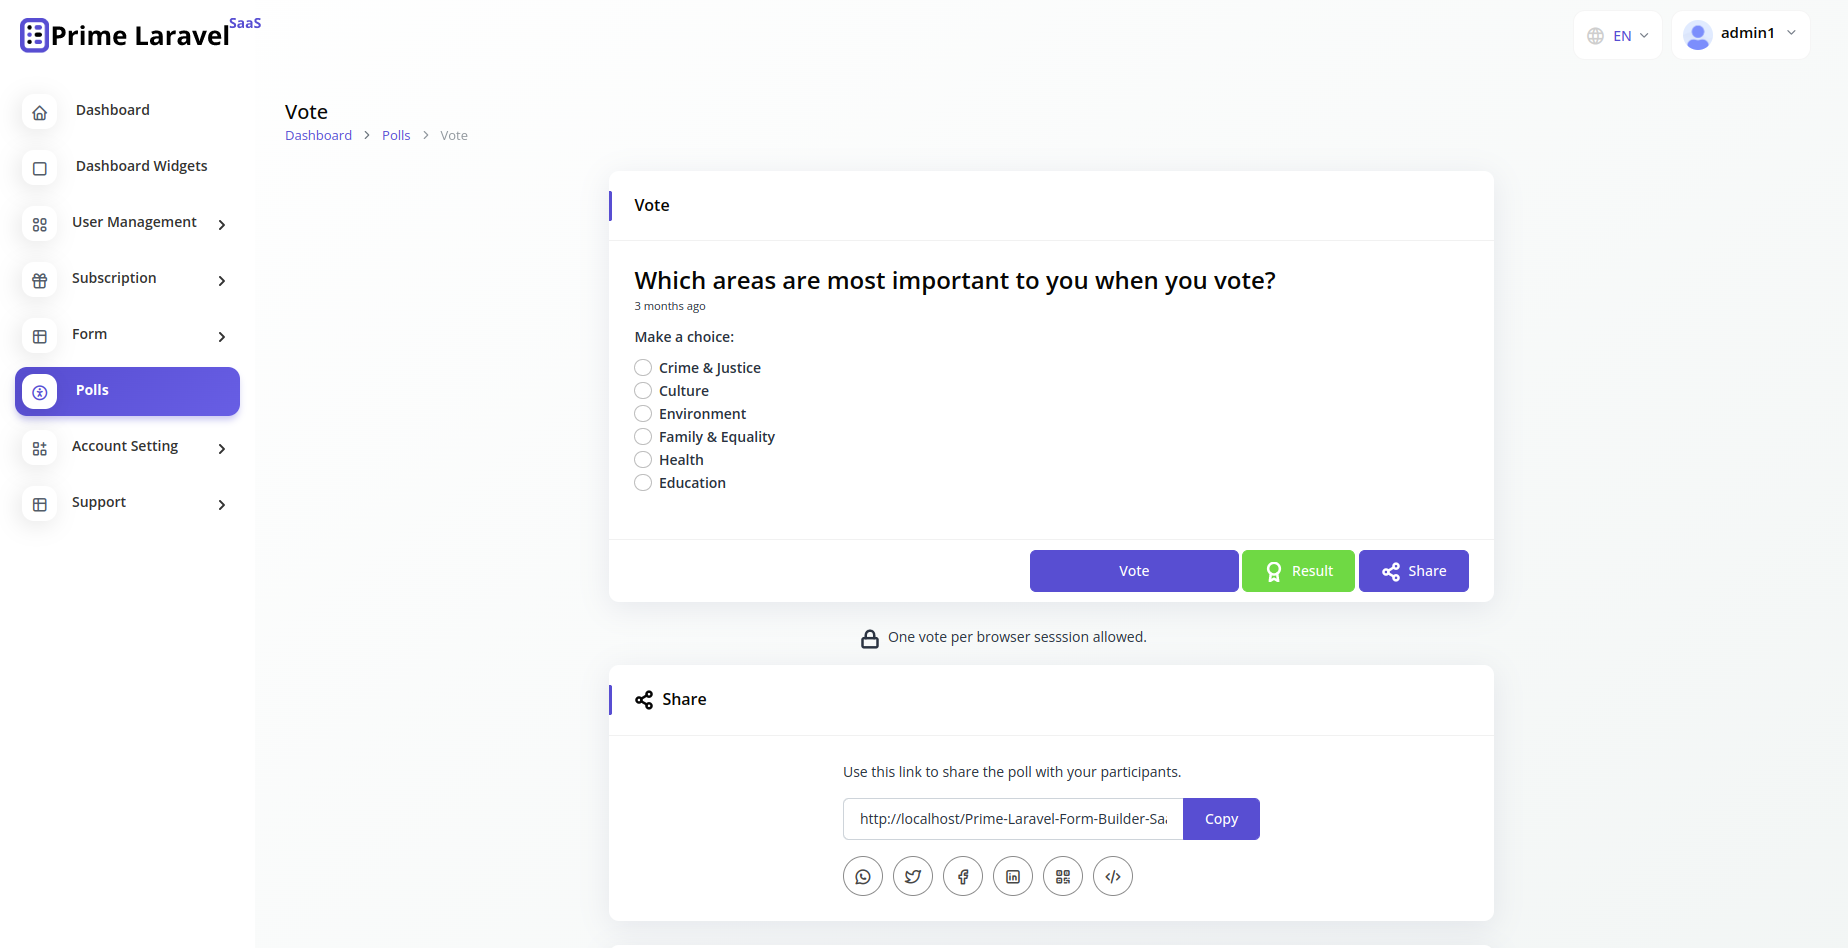 Prime Laravel SaaS
EN
admin1
Dashboard
Dashboard Widgets
User Management
Subscription
Form
Polls
Account Setting
Support
Vote
Dashboard > Polls > Vote
Vote
Which areas are most important to you when you vote?
3 months ago
Make a choice:
Crime & Justice
Culture
Environment
Family & Equality
Health
Education
Vote Result Share
One vote per browser sesssion allowed.
Share
Use this link to share the poll with your participants.
http://localhost/Prime-Laravel-Form-Builder-Saa Copy